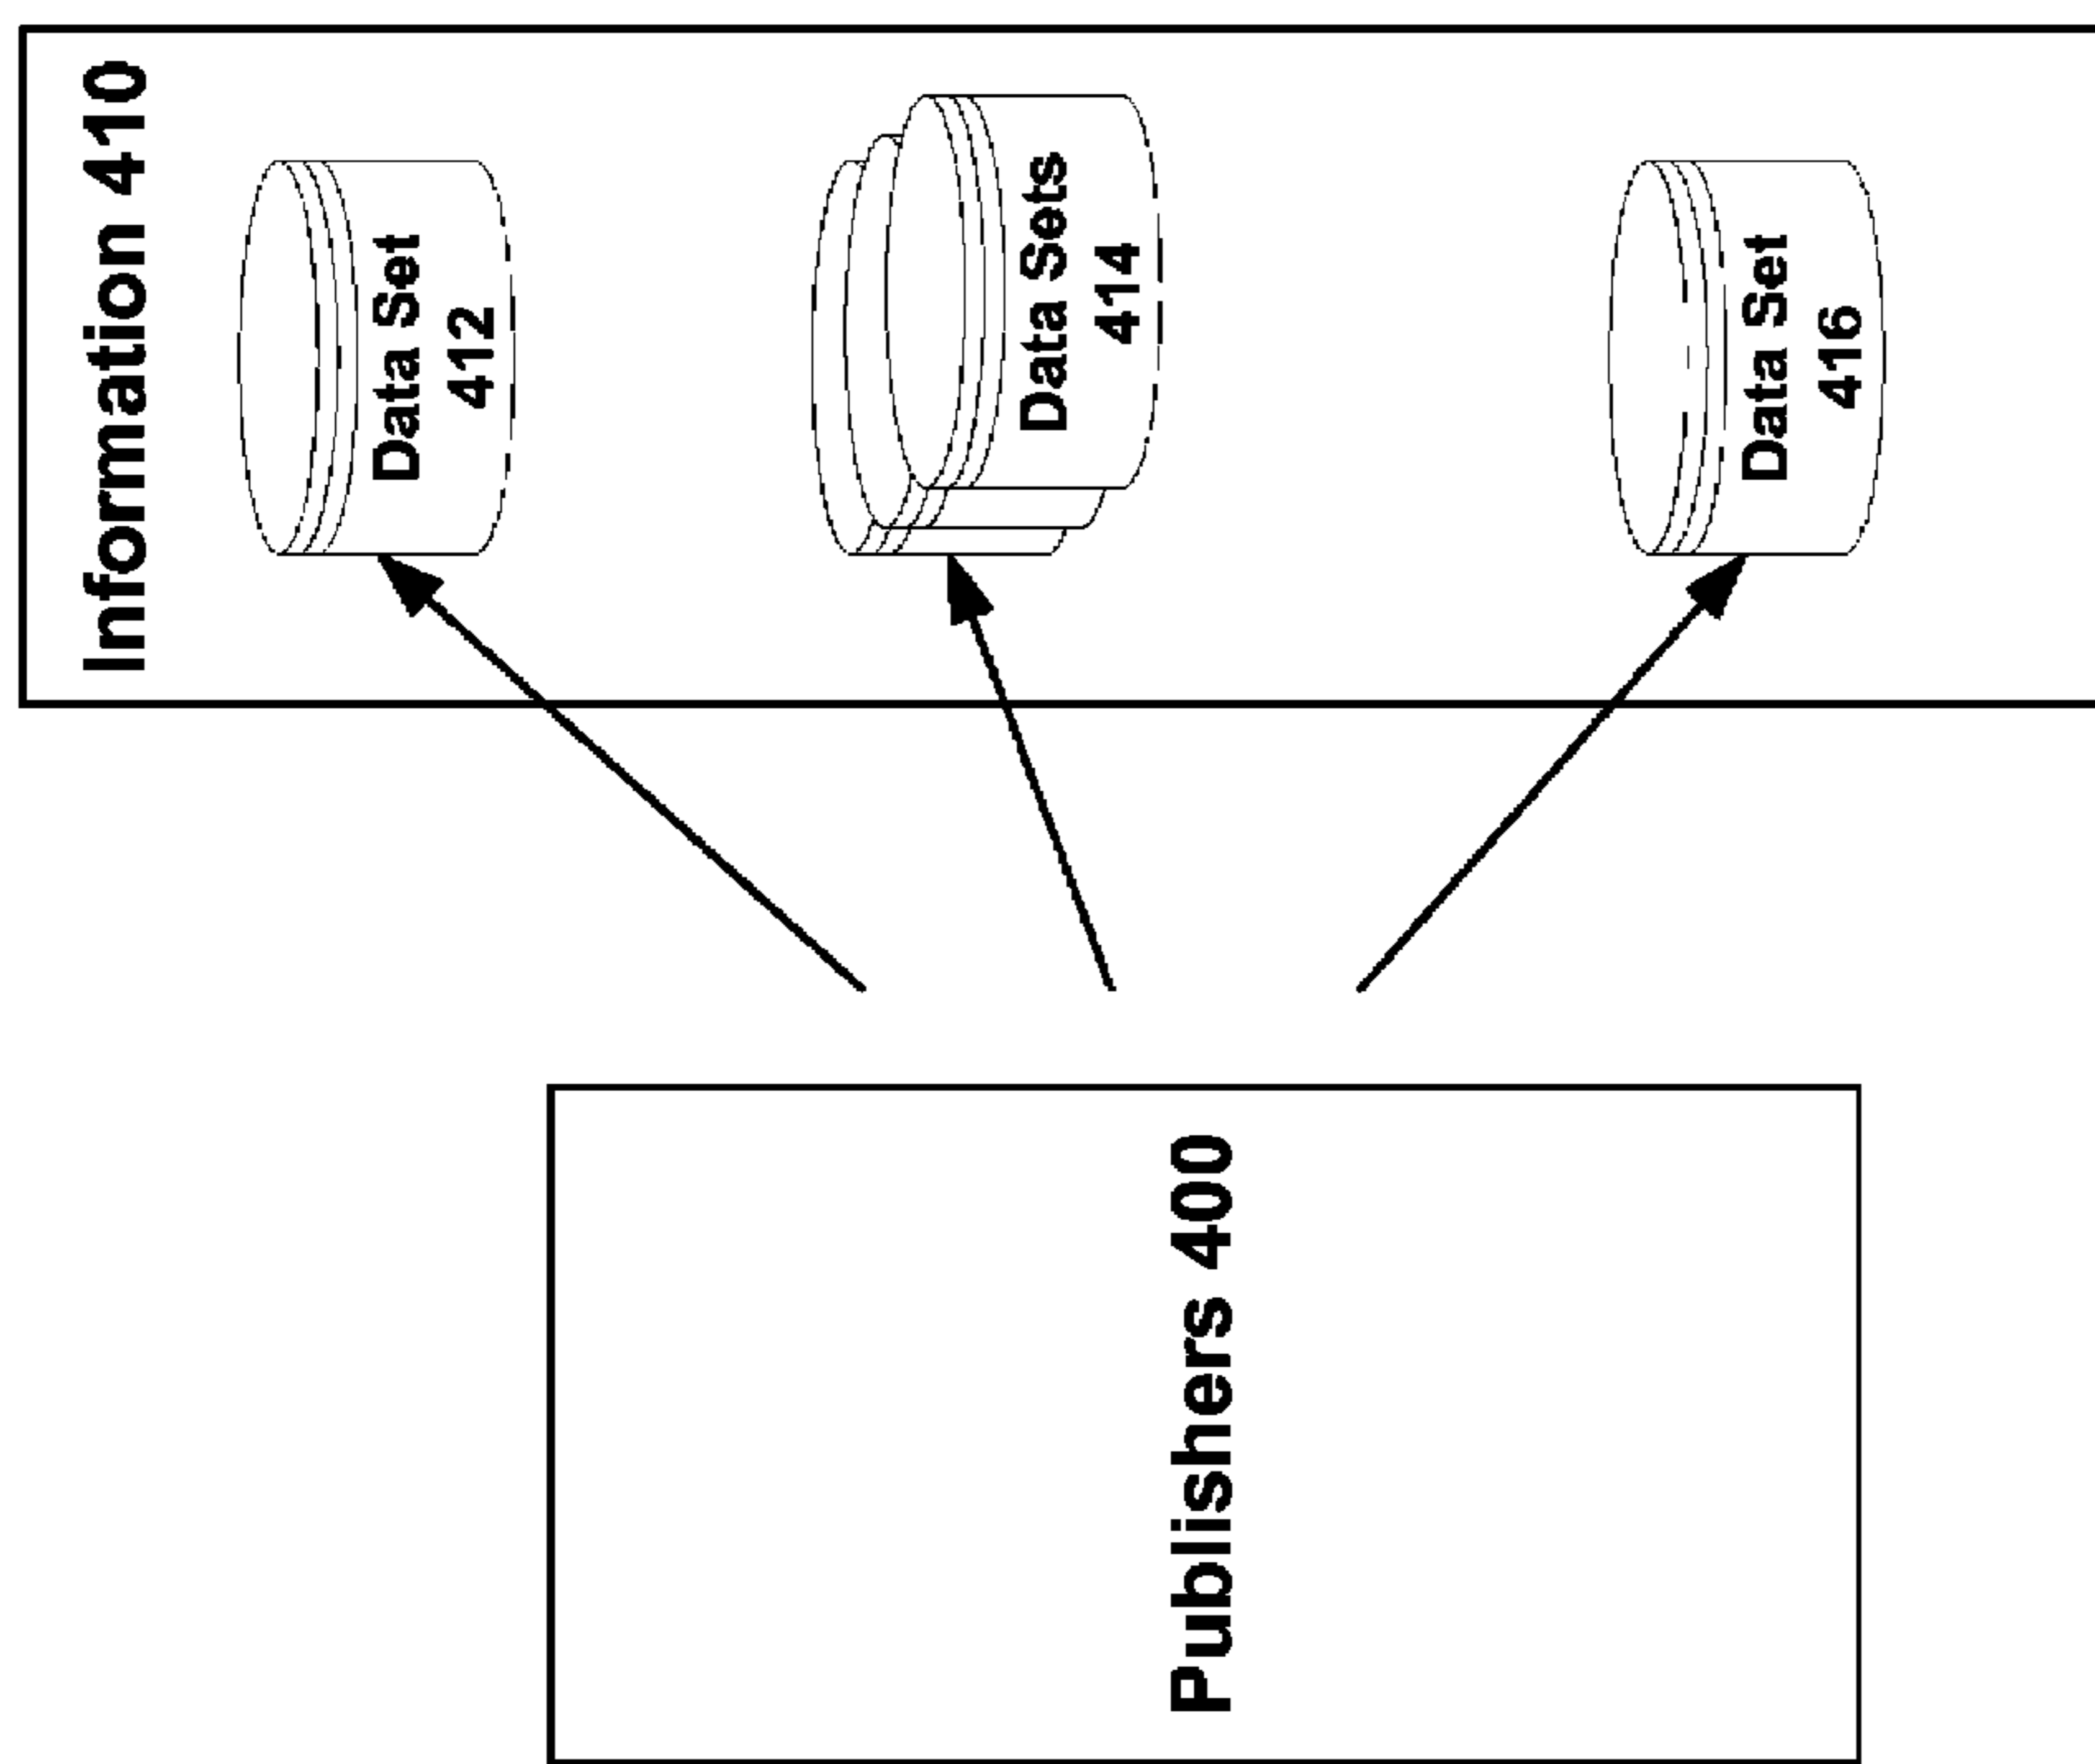 Publishers 400
Information 410
Data Set
412
Data Sets
414
Data Set
416